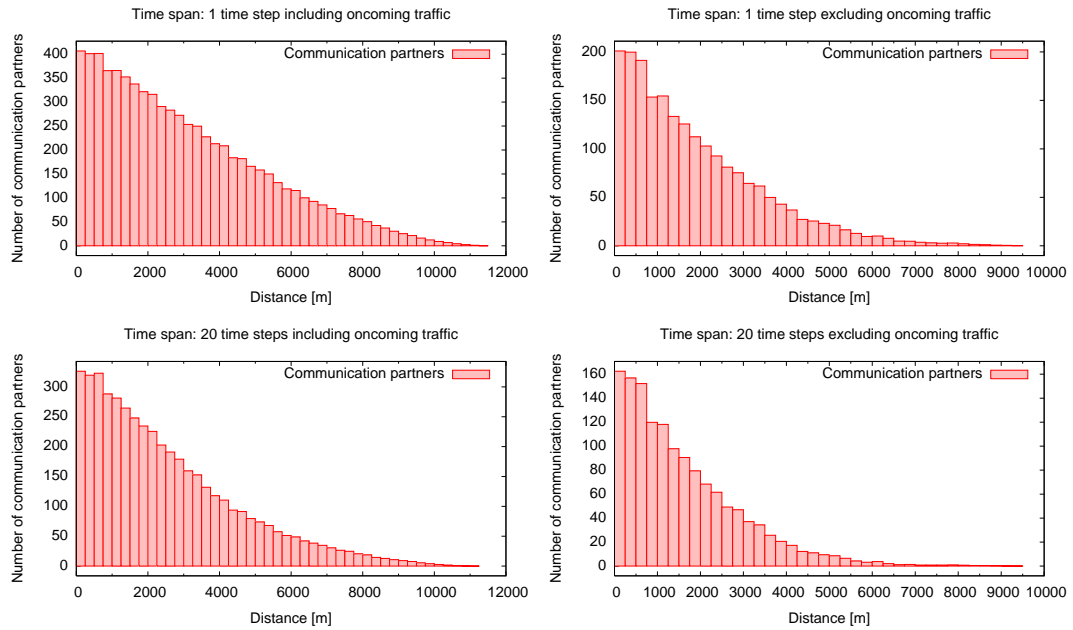 Time span: 1 time step including oncoming traffic
Number of communication partners
400
350
300
250
200
150
100
50
0
Communication partners
0 2000 4000 6000 8000 10000 12000
Distance [m]
Time span: 1 time step excluding oncoming traffic
Number of communication partners
200
150
100
50
0
Communication partners
0 1000 2000 3000 4000 5000 6000 7000 8000 9000 10000
Distance [m]
Time span: 20 time steps including oncoming traffic
Number of communication partners
300
250
200
150
100
50
0
Communication partners
0 2000 4000 6000 8000 10000 12000
Distance [m]
Time span: 20 time steps excluding oncoming traffic
Number of communication partners
160
140
120
100
80
60
40
20
0
Communication partners
0 1000 2000 3000 4000 5000 6000 7000 8000 9000 10000
Distance [m]